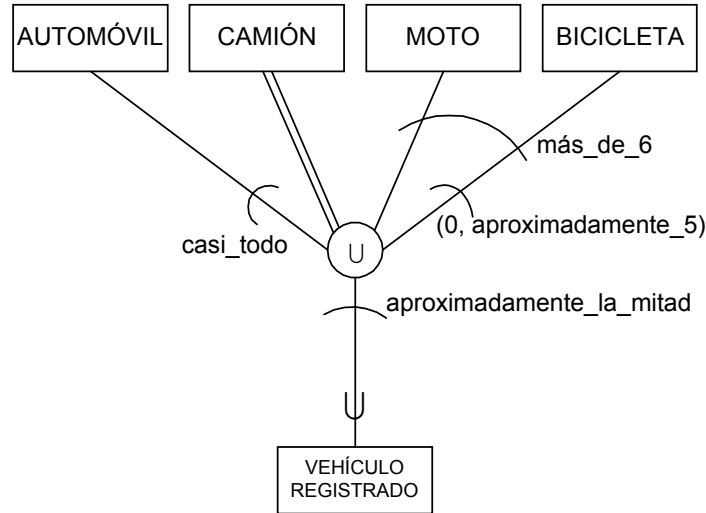 AUTOMÓVIL
CAMIÓN
MOTO
BICICLETA
más_de_6
(0, aproximadamente_5)
casi_todo
U
aproximadamente_la_mitad
U
VEHÍCULO
REGISTRADO